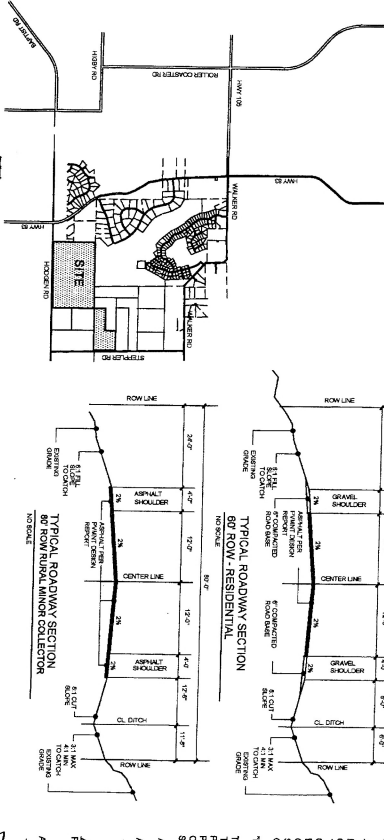 BAPTIST RD
HIGBY RD
ROLLER COASTER RD
HWY 105
HWY 83
WALKER RD
HWY 83
SITE
HODGEN RD
WALKER RD
STEPPLER RD
ROW LINE
GRAVEL
SHOULDER
CENTER LINE
GRAVEL
SHOULDER
CL DITCH
ROW LINE
2%
2%
2%
2%
ASPHALT PER
PVMNT DESIGN
REPORT
6" COMPACTED
ROAD BASE
6" COMPACTED
ROAD BASE
6:1 FILL
SLOPE
TO CATCH
EXISTING
GRADE
6:1 CUT
SLOPE
3:1 MAX
4:1 MIN
TO CATCH
EXISTING
GRADE
TYPICAL ROADWAY SECTION
60' ROW - RESIDENTIAL
NO SCALE
80'-0"
24'-0"
4'-0"
12'-0"
12'-0"
4'-0"
12'-6"
11'-6"
ROW LINE
ASPHALT
SHOULDER
CENTER LINE
ASPHALT
SHOULDER
CL DITCH
ROW LINE
2%
2%
2%
2%
ASPHALT PER
PVMNT DESIGN
REPORT
6:1 FILL
SLOPE
TO CATCH
EXISTING
GRADE
6:1 CUT
SLOPE
3:1 MAX
4:1 MIN
TO CATCH
EXISTING
GRADE
TYPICAL ROADWAY SECTION
80' ROW RURAL MINOR COLLECTOR
NO SCALE